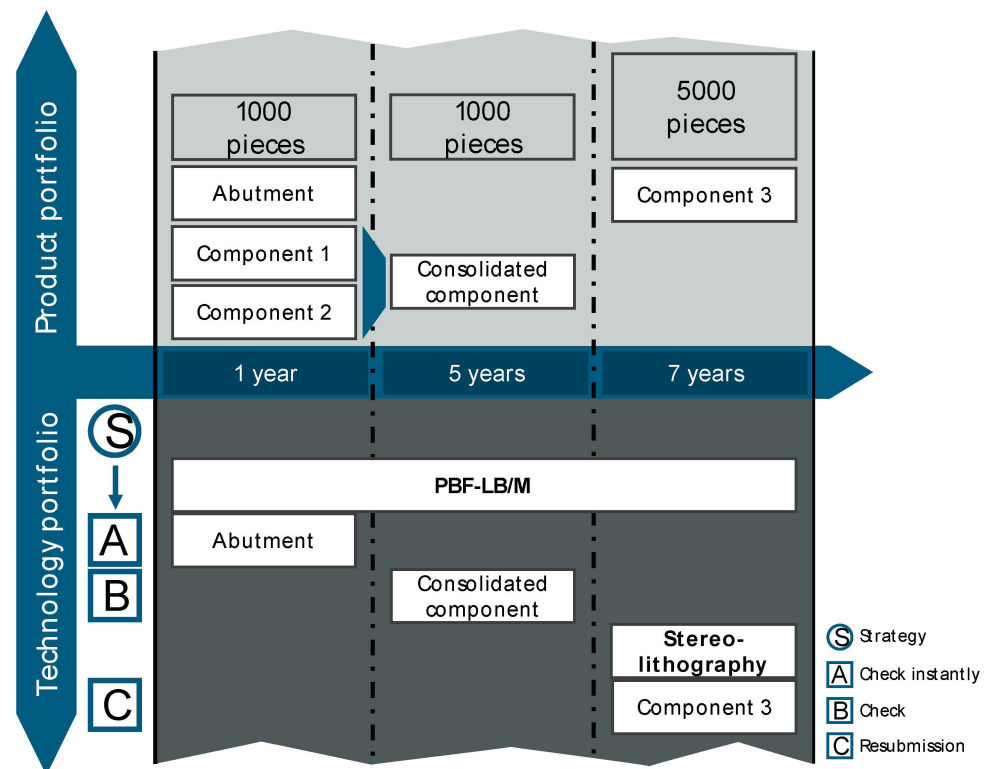 Product portfolio
1000
pieces
1000
pieces
5000
pieces
Abutment
Component 3
Component 1
Consolidated
component
Component 2
1 year
5 years
7 years
Technology portfolio
S
PBF-LB/M
A
Abutment
B
Consolidated
component
Stereo-
lithography
C
Component 3
S Strategy
A Check instantly
B Check
C Resubmission